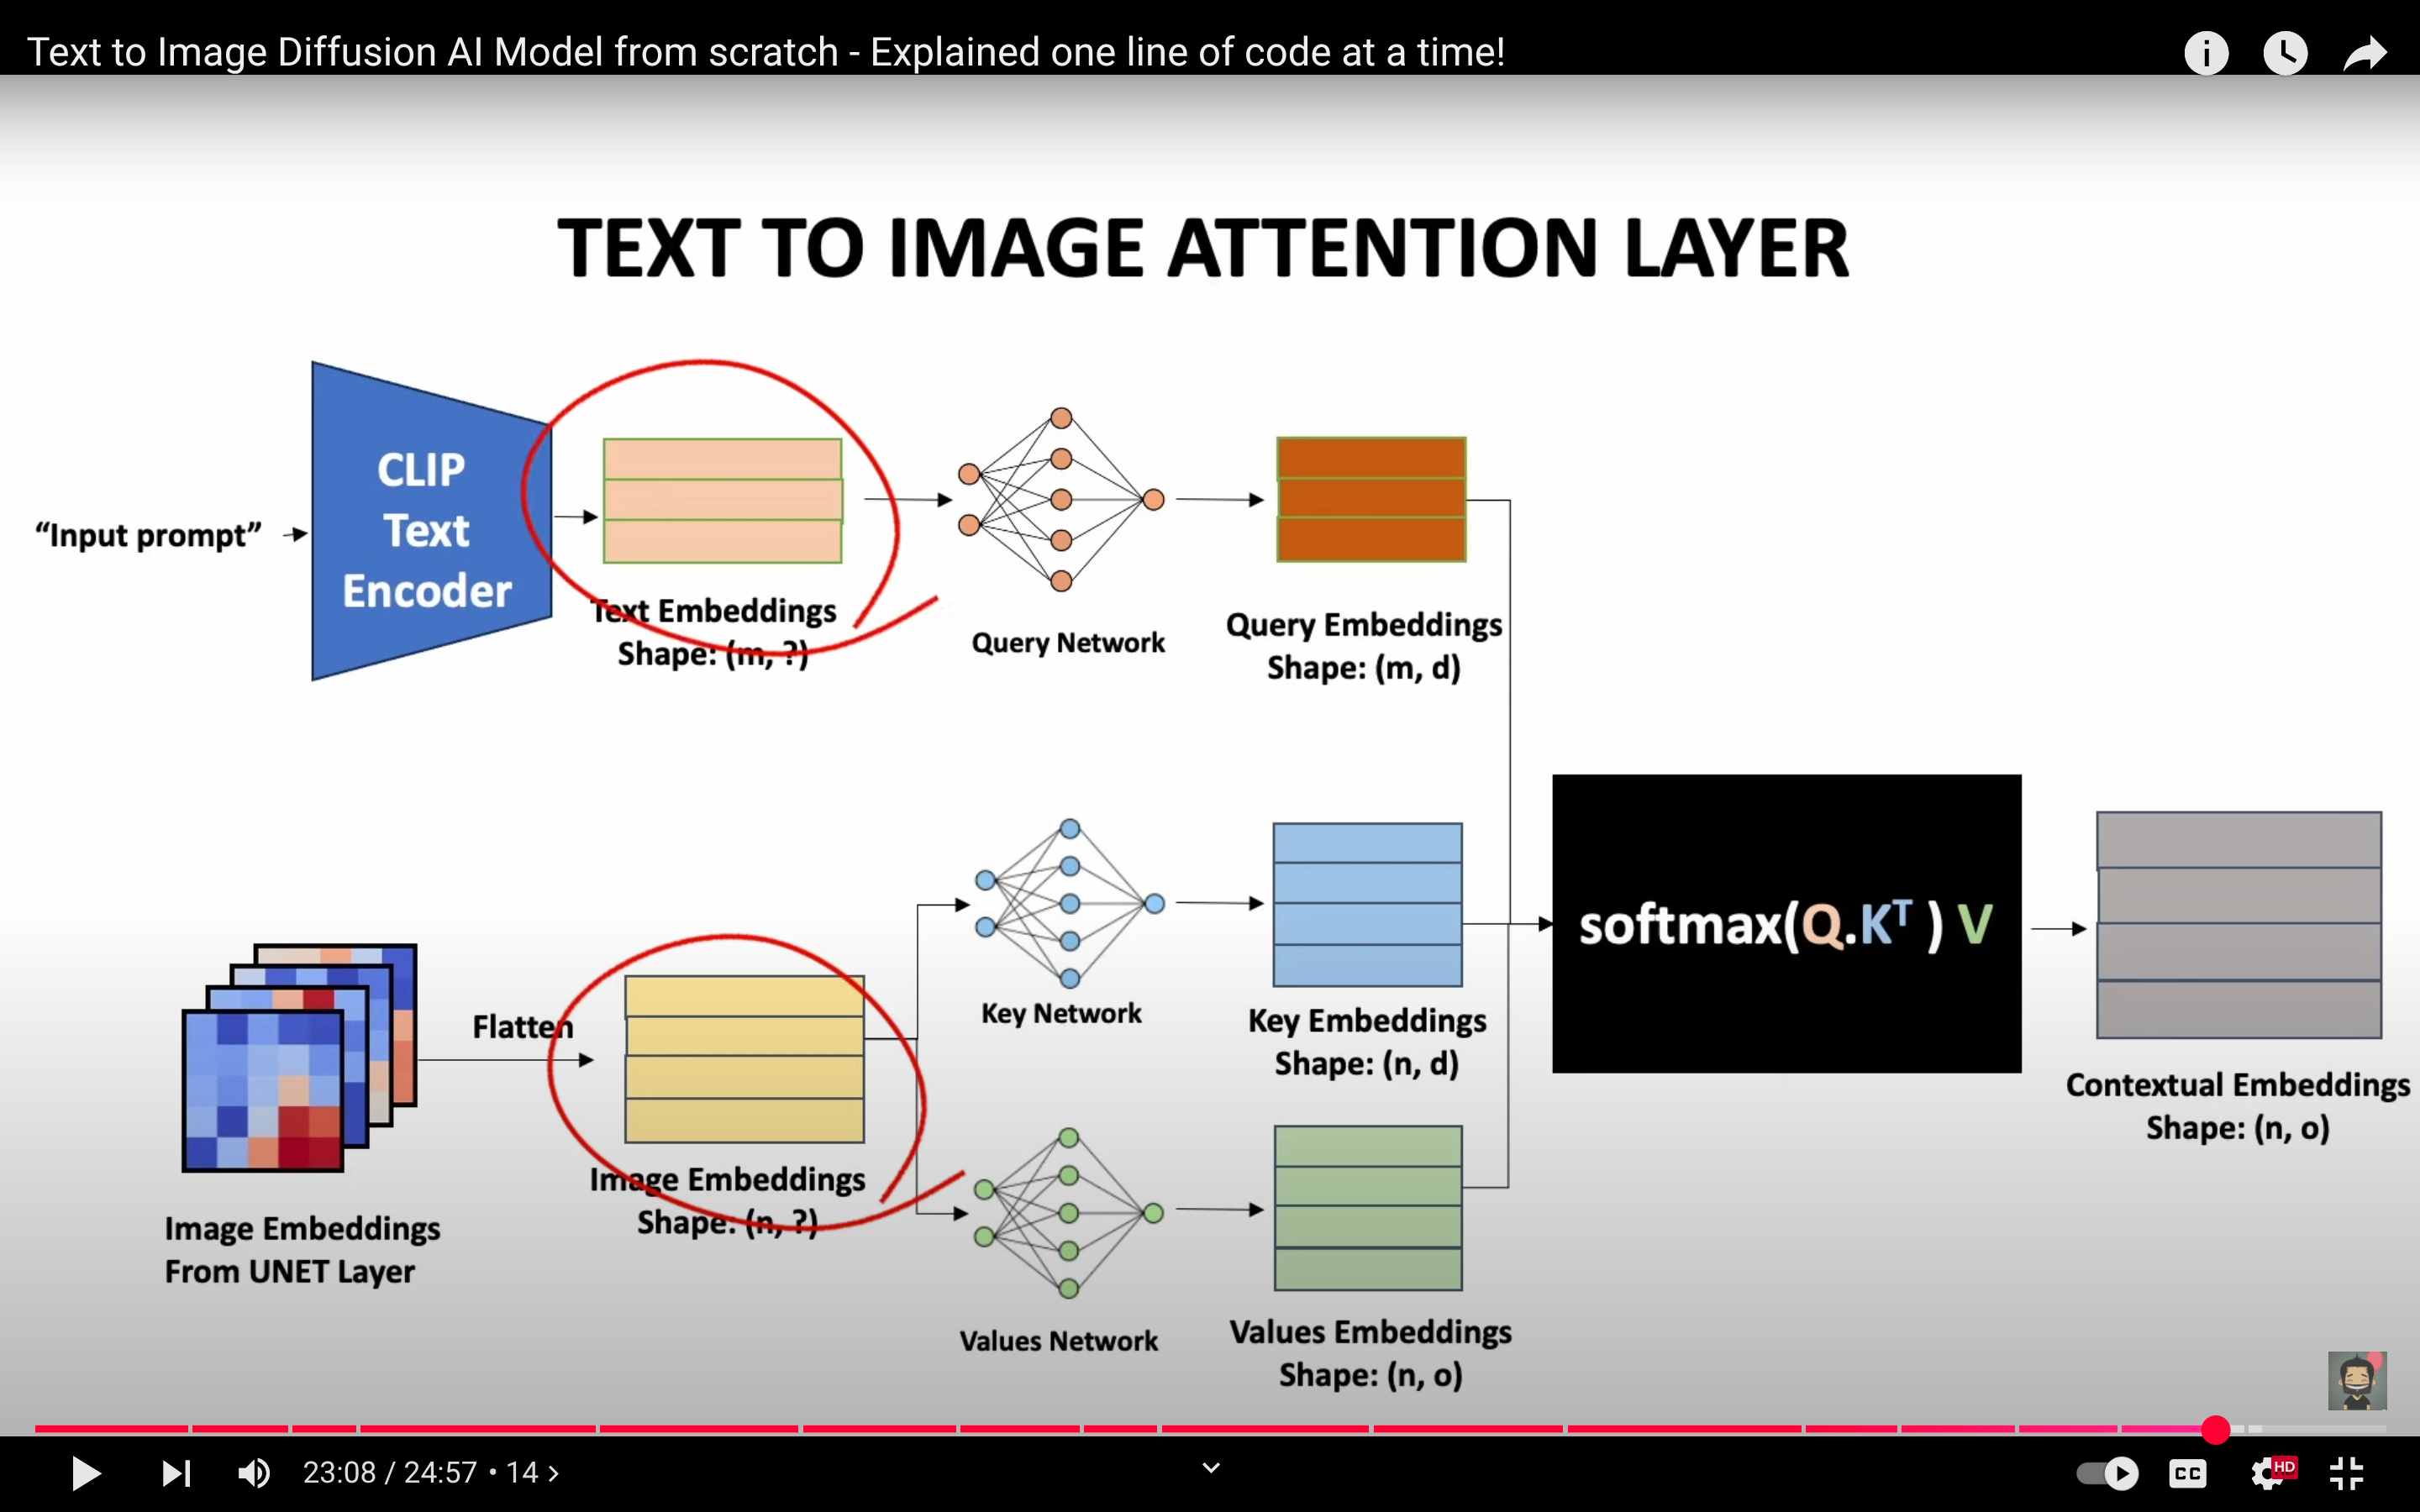 Text to Image Diffusion AI Model from scratch - Explained one line of code at a time!
TEXT TO IMAGE ATTENTION LAYER
“Input prompt”
CLIP
Text
Encoder
Text Embeddings
Shape: (m, ?)
Query Network
Query Embeddings
Shape: (m, d)
Flatten
Image Embeddings
From UNET Layer
Image Embeddings
Shape: (n, ?)
Key Network
Key Embeddings
Shape: (n, d)
Values Network
Values Embeddings
Shape: (n, o)
softmax(Q.Kᵀ ) V
Contextual Embeddings
Shape: (n, o)
23:08 / 24:57 • 14 >
CC
HD